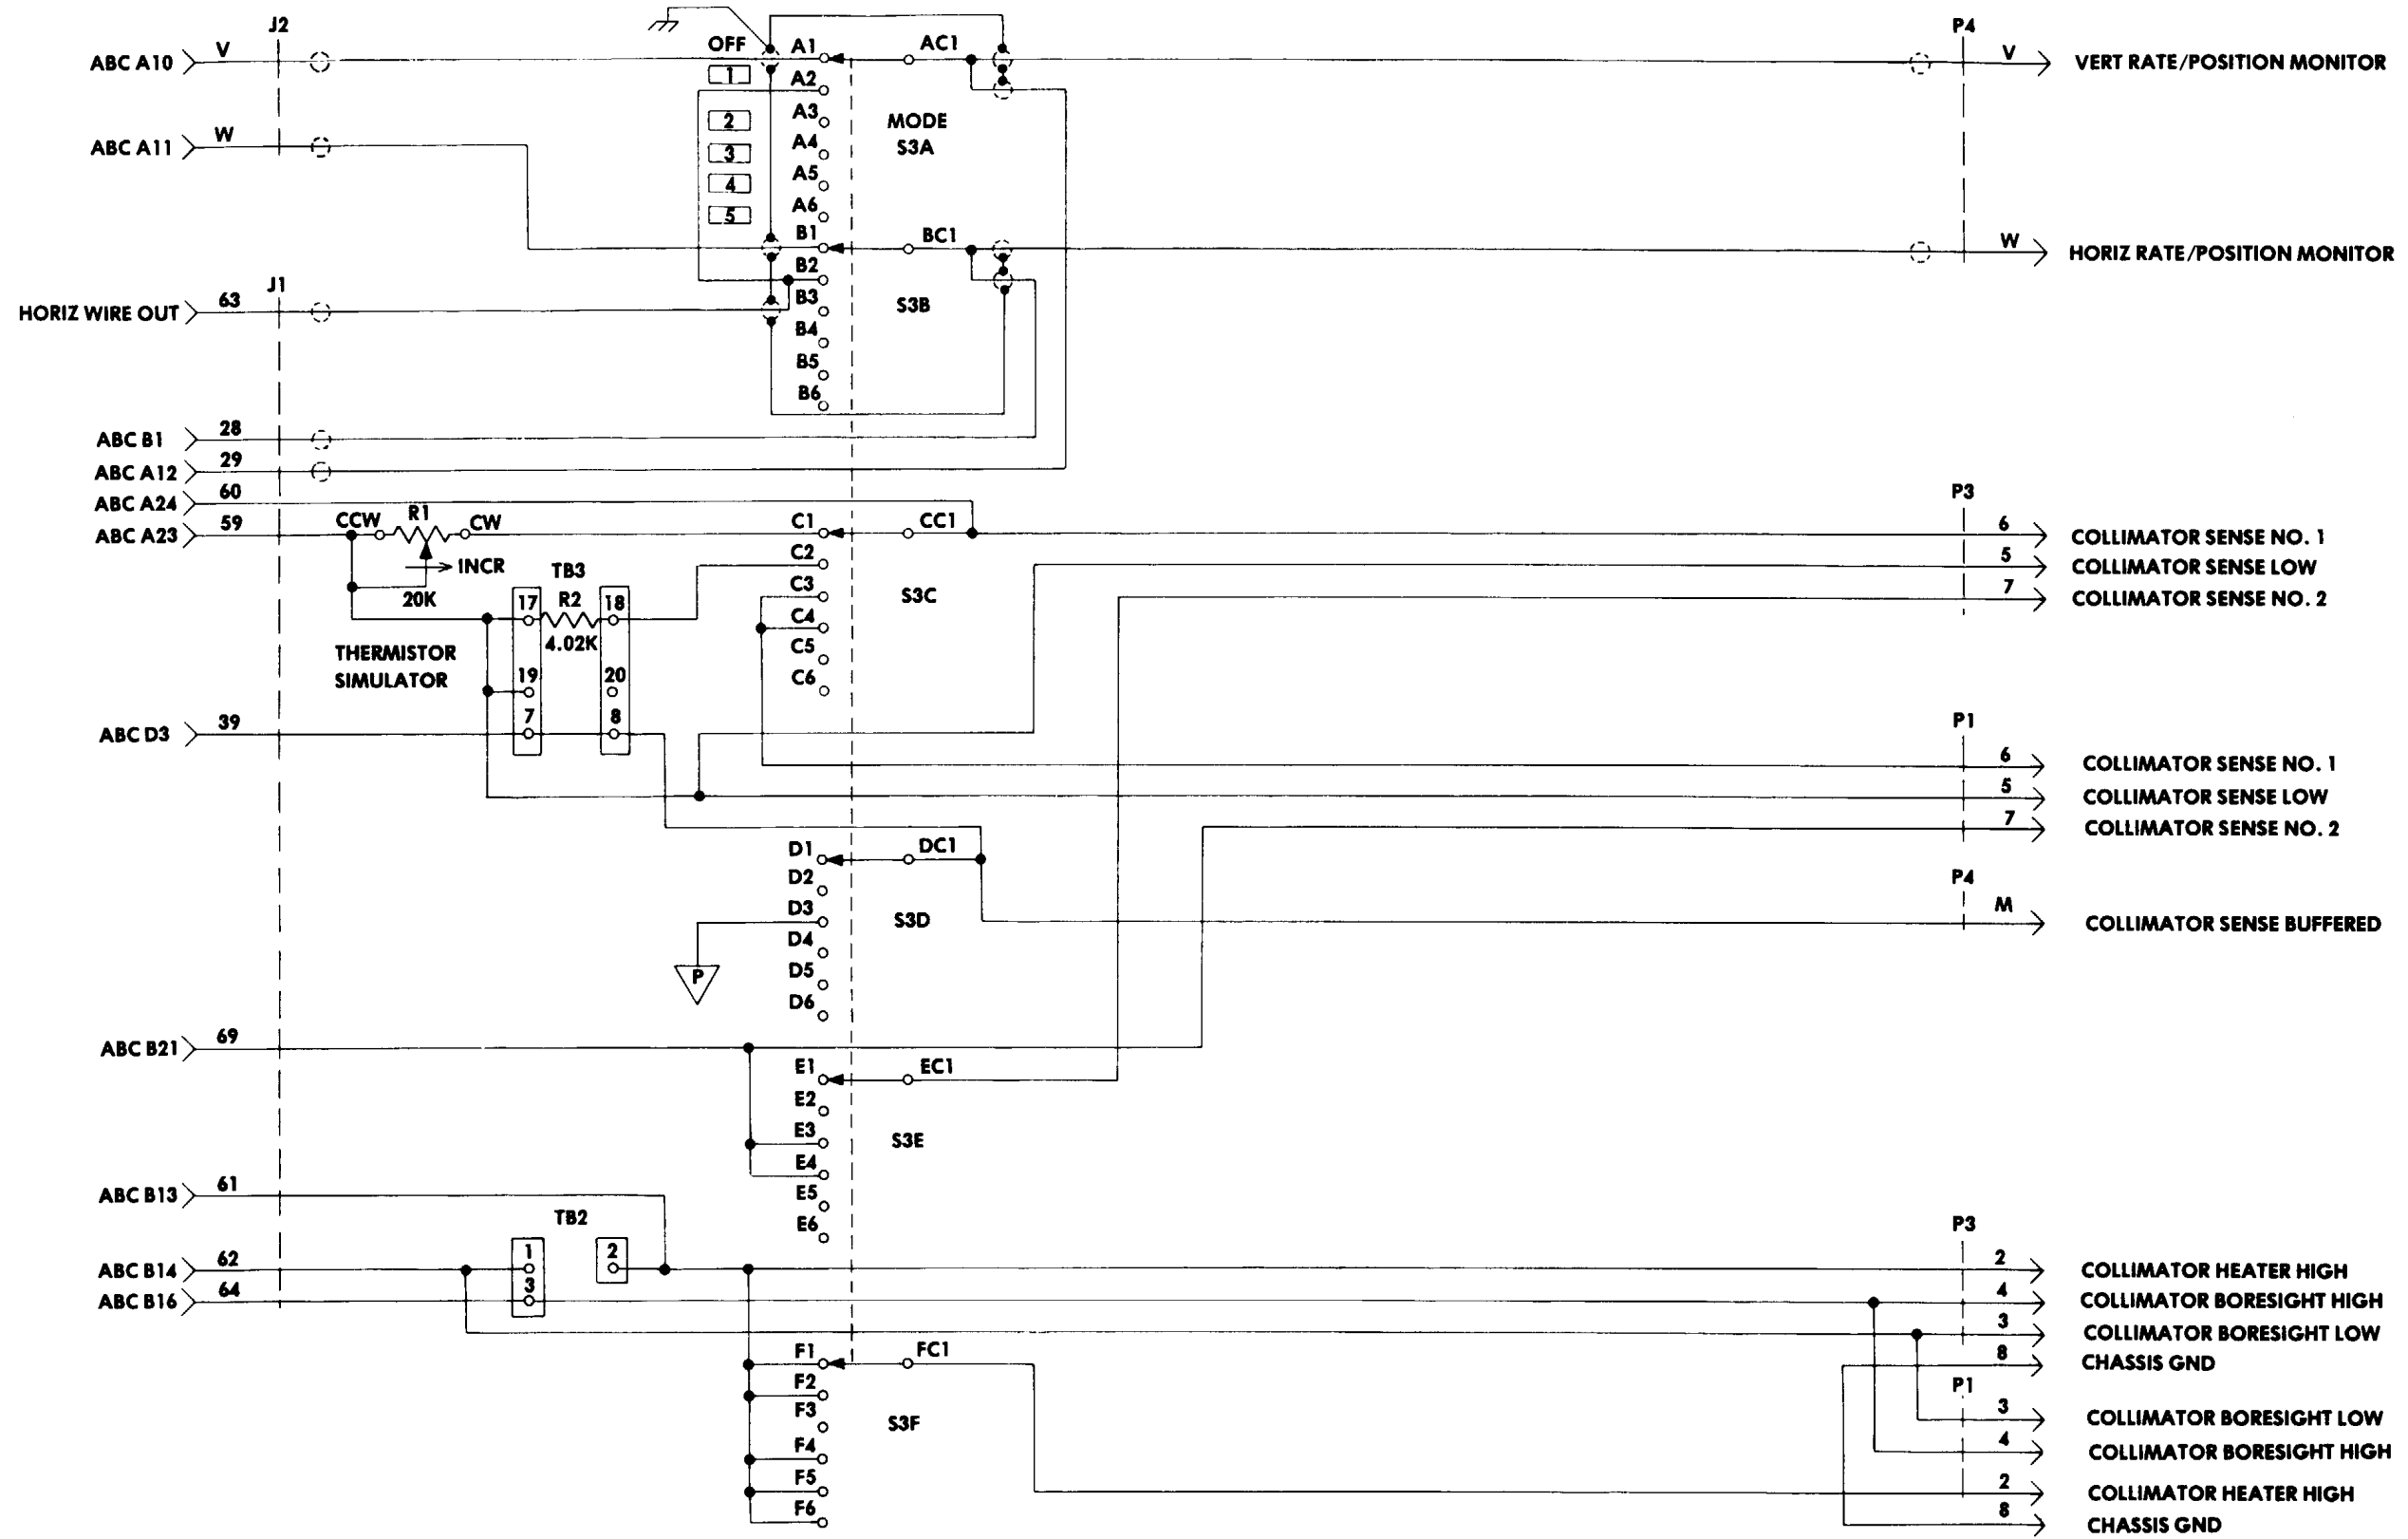 J2
P4
ABC A10 V
OFF A1 AC1
V VERT RATE/POSITION MONITOR
1
A2
A3
2
MODE
S3A
ABC A11 W
A4
3
A5
4
A6
5
B1 BC1
W HORIZ RATE/POSITION MONITOR
B2
J1
HORIZ WIRE OUT 63
B3
S3B
B4
B5
B6
ABC B1 28
ABC A12 29
ABC A24 60
P3
ABC A23 59
CCW R1 CW
C1 CC1
6 COLLIMATOR SENSE NO. 1
INCR
20K
C2
5 COLLIMATOR SENSE LOW
TB3
C3
S3C
7 COLLIMATOR SENSE NO. 2
17 R2 18
4.02K
C4
THERMISTOR
SIMULATOR
C5
19 20
C6
ABC D3 39
7 8
P1
6 COLLIMATOR SENSE NO. 1
5 COLLIMATOR SENSE LOW
7 COLLIMATOR SENSE NO. 2
D1 DC1
D2
P4
D3
S3D
M COLLIMATOR SENSE BUFFERED
D4
P
D5
D6
ABC B21 69
E1 EC1
E2
E3
S3E
E4
ABC B13 61
E5
TB2
E6
P3
ABC B14 62
1 2
2 COLLIMATOR HEATER HIGH
ABC B16 64
3
4 COLLIMATOR BORESIGHT HIGH
3 COLLIMATOR BORESIGHT LOW
F1 FC1
8 CHASSIS GND
F2
P1
F3
S3F
3 COLLIMATOR BORESIGHT LOW
F4
4 COLLIMATOR BORESIGHT HIGH
F5
2 COLLIMATOR HEATER HIGH
F6
8 CHASSIS GND